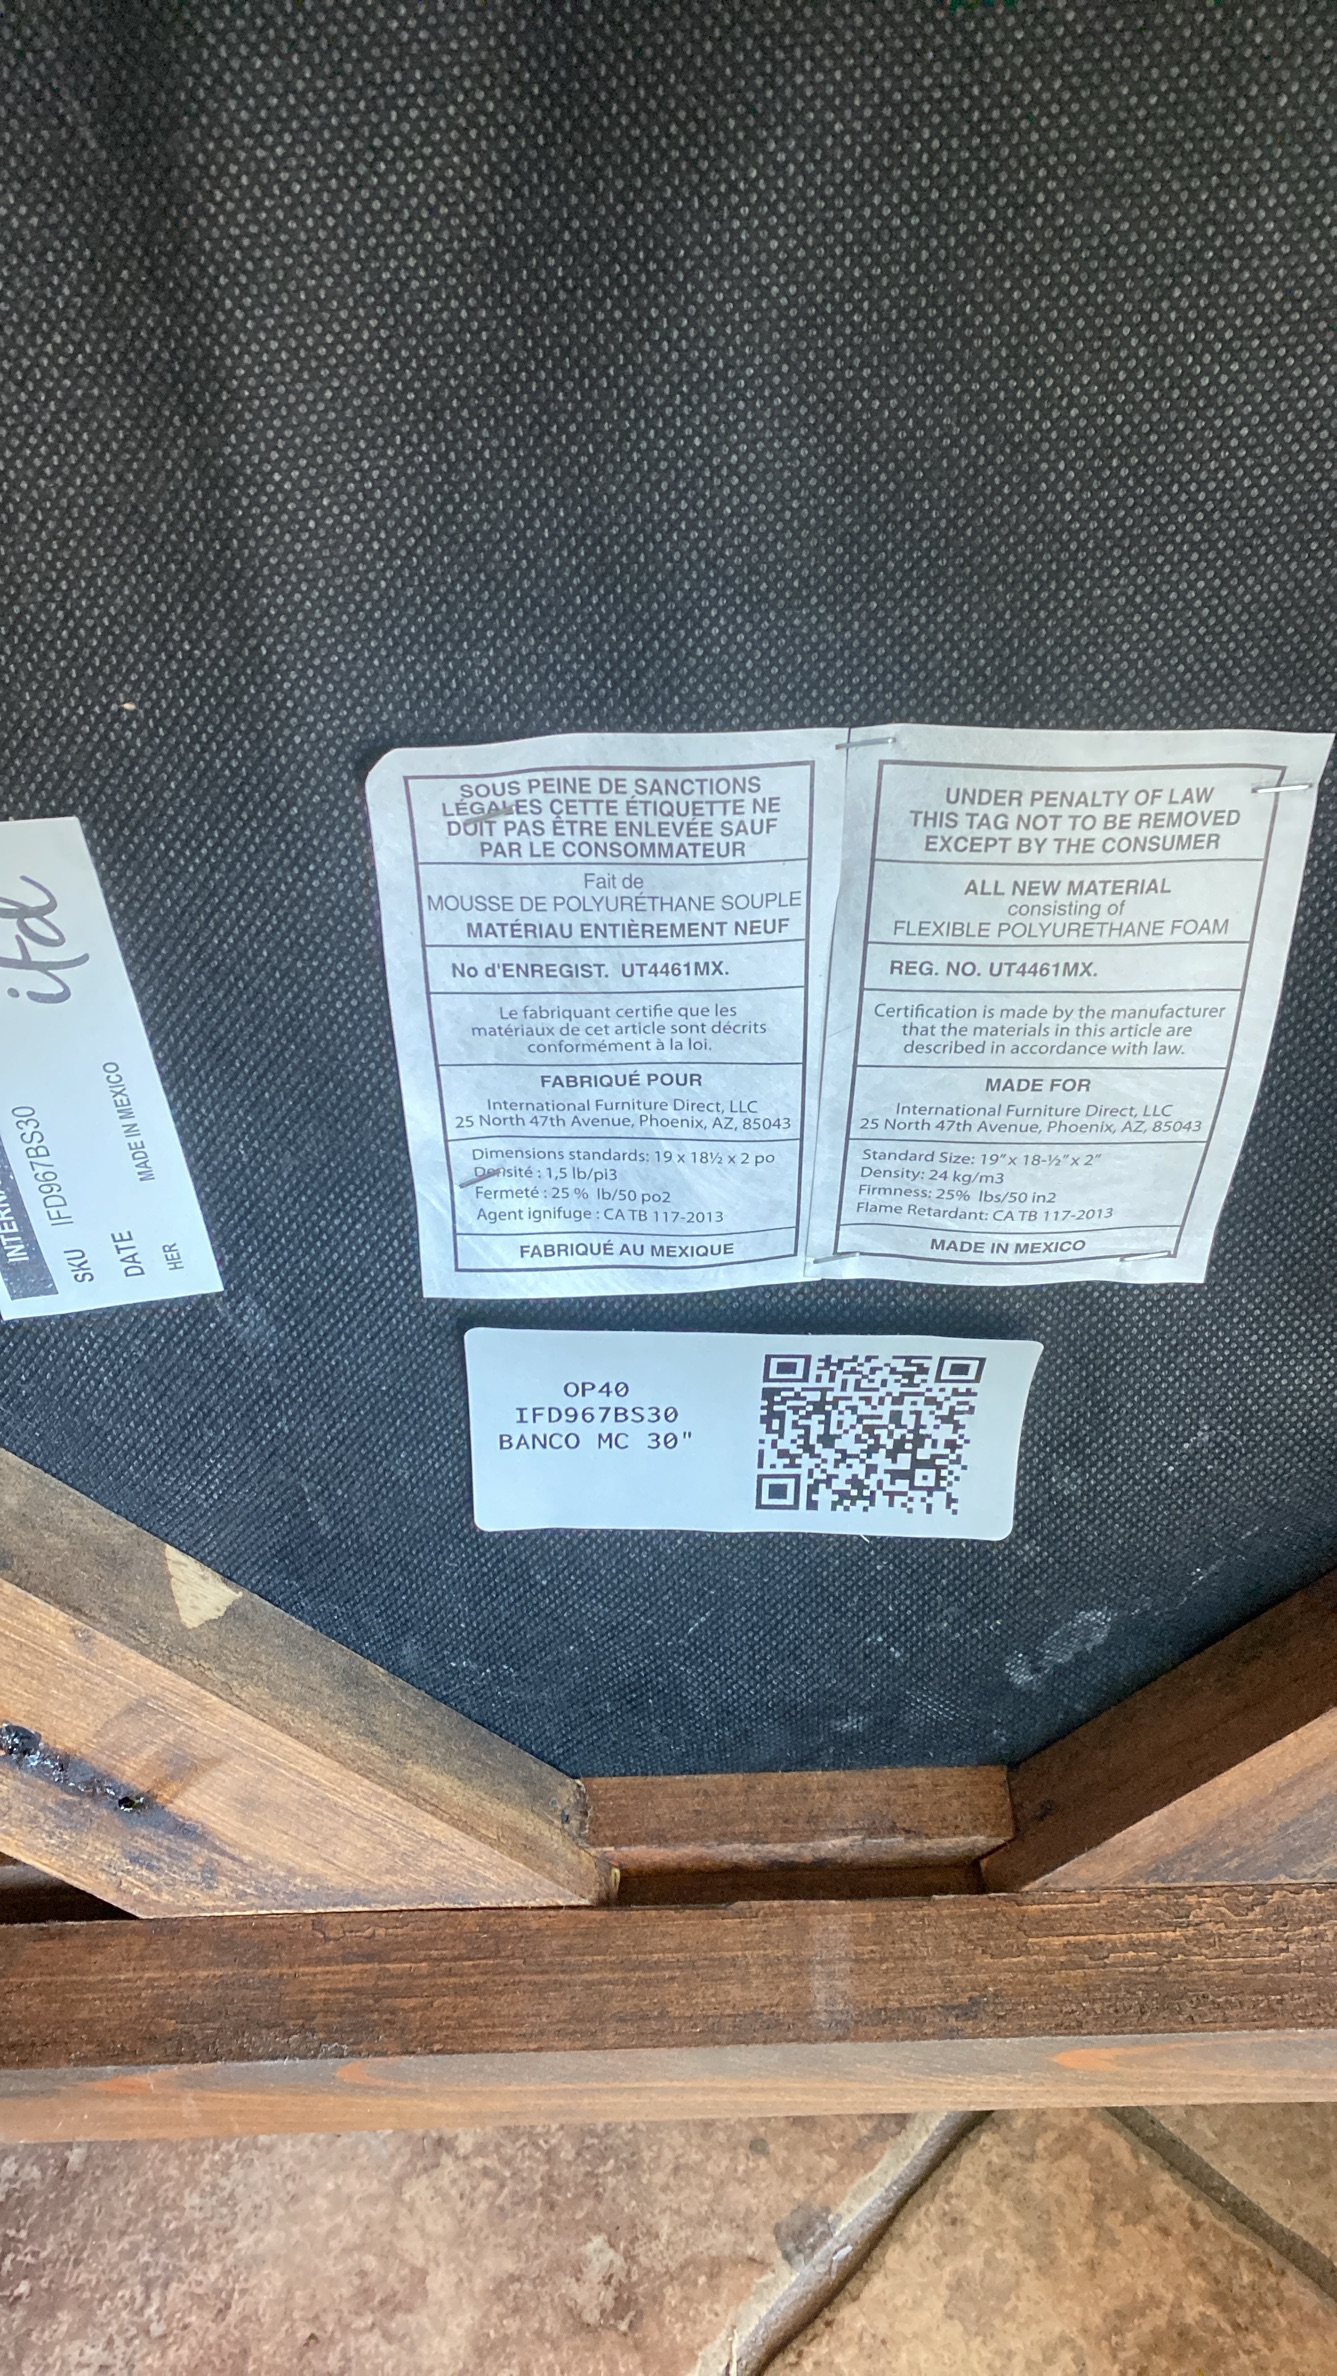 ifd
SKU IFD967BS30
DATE MADE IN MEXICO
HER
SOUS PEINE DE SANCTIONS
LÉGALES CETTE ÉTIQUETTE NE
DOIT PAS ÊTRE ENLEVÉE SAUF
PAR LE CONSOMMATEUR
Fait de
MOUSSE DE POLYURÉTHANE SOUPLE
MATÉRIAU ENTIÈREMENT NEUF
No d'ENREGIST. UT4461MX.
Le fabriquant certifie que les
matériaux de cet article sont décrits
conformément à la loi.
FABRIQUÉ POUR
International Furniture Direct, LLC
25 North 47th Avenue, Phoenix, AZ, 85043
Dimensions standards: 19 x 18½ x 2 po
Densité : 1,5 lb/pi3
Fermeté : 25 % lb/50 po2
Agent ignifuge : CA TB 117-2013
FABRIQUÉ AU MEXIQUE
UNDER PENALTY OF LAW
THIS TAG NOT TO BE REMOVED
EXCEPT BY THE CONSUMER
ALL NEW MATERIAL
consisting of
FLEXIBLE POLYURETHANE FOAM
REG. NO. UT4461MX.
Certification is made by the manufacturer
that the materials in this article are
described in accordance with law.
MADE FOR
International Furniture Direct, LLC
25 North 47th Avenue, Phoenix, AZ, 85043
Standard Size: 19" x 18-½" x 2"
Density: 24 kg/m3
Firmness: 25% lbs/50 in2
Flame Retardant: CA TB 117-2013
MADE IN MEXICO
OP40
IFD967BS30
BANCO MC 30"